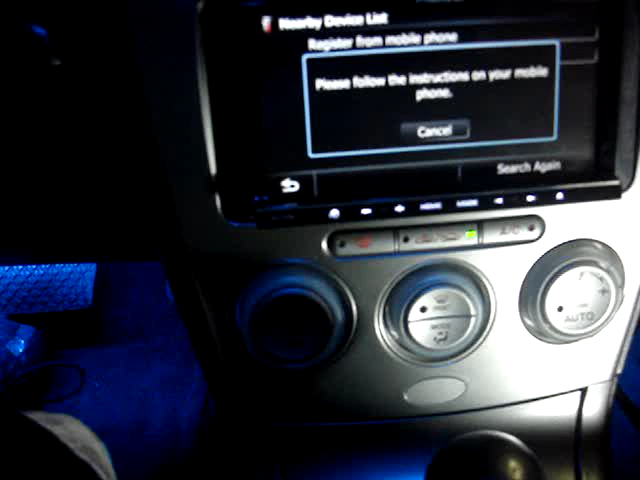 Nearby Device List
Register from mobile phone
Please follow the instructions on your mobile
phone.
Cancel
Search Again
MODE
AUTO